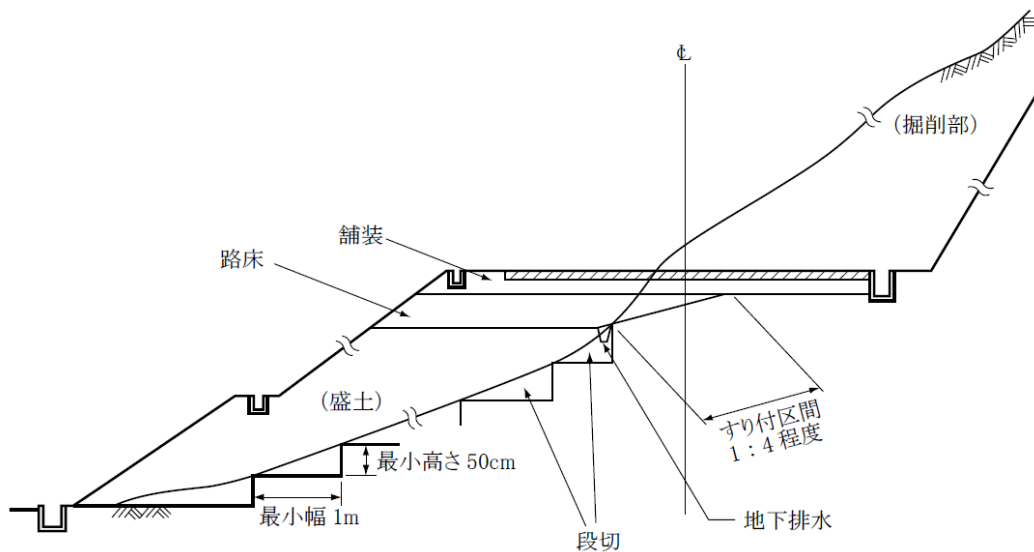 ℄
(掘削部)
舗装
路床
すり付区間
1:4 程度
(盛土)
最小高さ 50cm
最小幅 1m
地下排水
段切